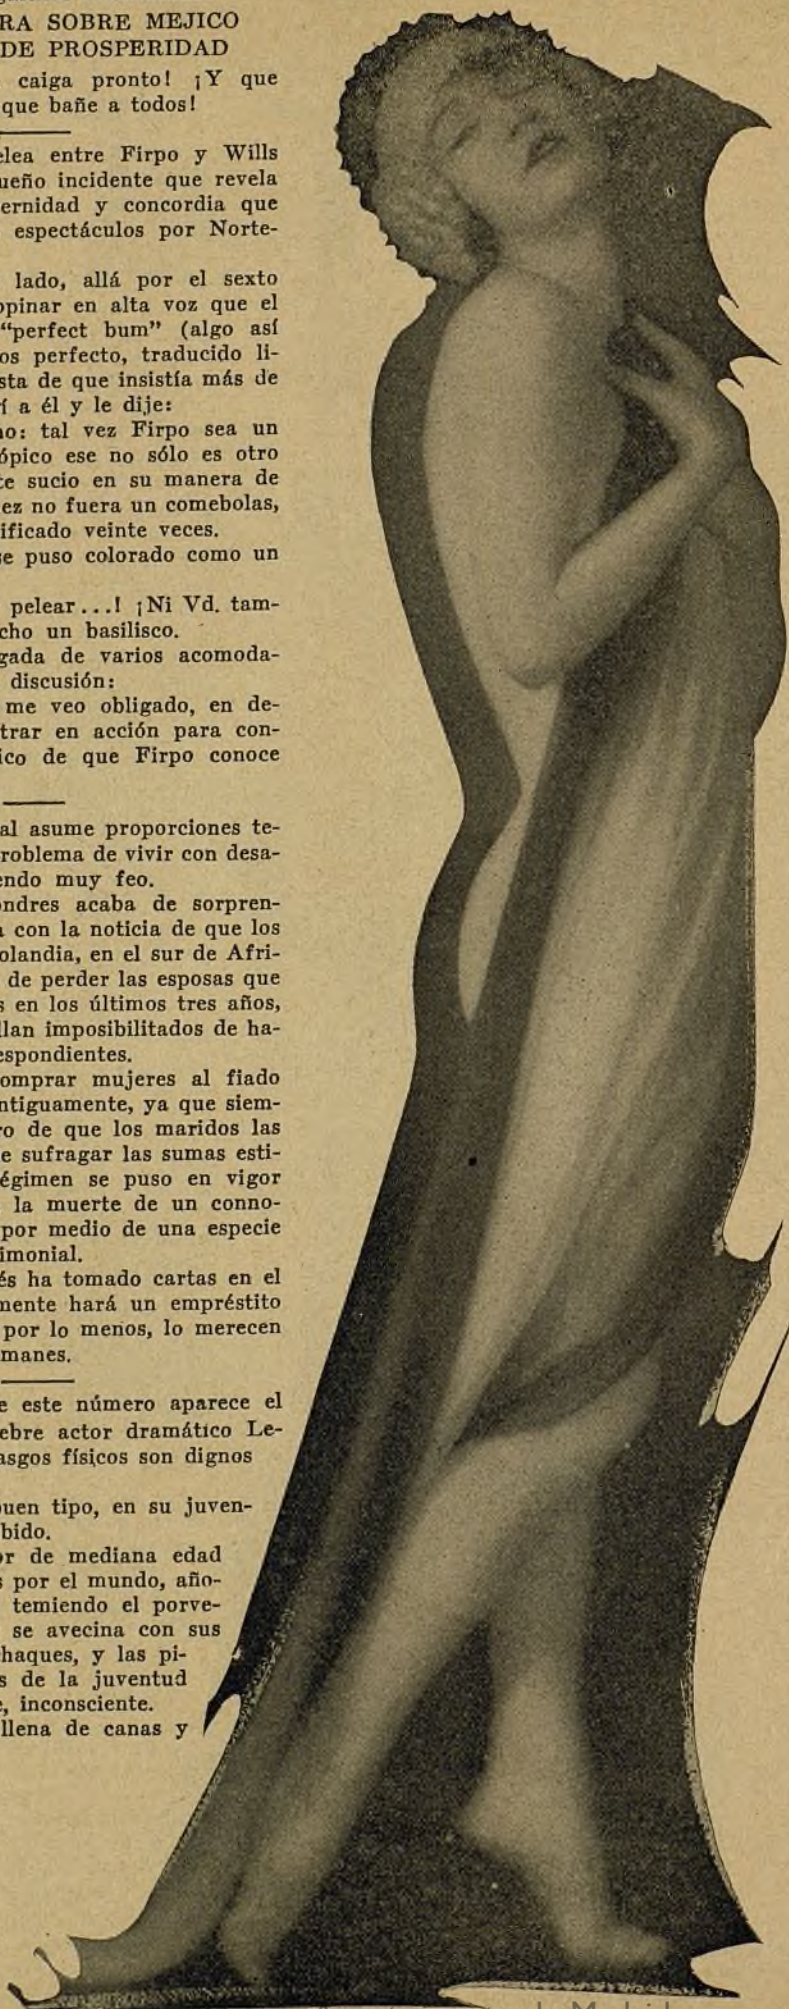 RA SOBRE MEJICO
DE PROSPERIDAD
caiga pronto! ¡Y que
que bañe a todos!
elea entre Firpo y Wills
ueño incidente que revela
ernidad y concordia que
espectáculos por Norte-
lado, allá por el sexto
opinar en alta voz que el
“perfect bum” (algo así
os perfecto, traducido li-
sta de que insistía más de
í a él y le dije:
no: tal vez Firpo sea un
ópico ese no sólo es otro
te sucio en su manera de
ez no fuera un comebolas,
ificado veinte veces.
se puso colorado como un
pelear...! ¡Ni Vd. tam-
cho un basilisco.
gada de varios acomoda-
discusión:
me veo obligado, en de-
trar en acción para con-
ico de que Firpo conoce
al asume proporciones te-
roblema de vivir con desa-
endo muy feo.
ondres acaba de sorpren-
a con la noticia de que los
olandia, en el sur de Afri-
de perder las esposas que
s en los últimos tres años,
llan imposibilitados de ha-
espondientes.
omprar mujeres al fiado
ntiguamente, ya que siem-
ro de que los maridos las
e sufragar las sumas esti-
égimen se puso en vigor
la muerte de un conno-
por medio de una especie
imonial.
és ha tomado cartas en el
mente hará un empréstito
por lo menos, lo merecen
manes.
e este número aparece el
ebre actor dramático Le-
asgos físicos son dignos
buen tipo, en su juven-
bido.
or de mediana edad
s por el mundo, año-
temiendo el porve-
se avecina con sus
chaques, y las pi-
s de la juventud
e, inconsciente.
llena de canas y